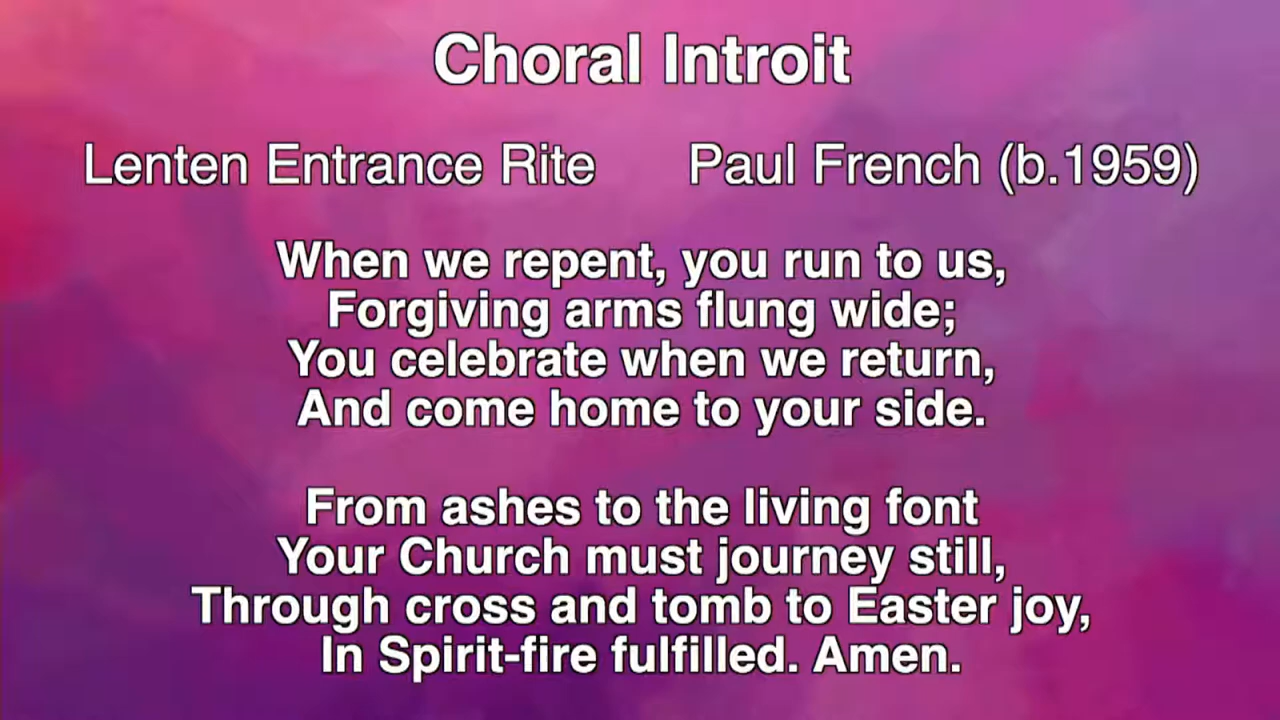 Choral Introit
Lenten Entrance Rite Paul French (b.1959)
When we repent, you run to us,
Forgiving arms flung wide;
You celebrate when we return,
And come home to your side.
From ashes to the living font
Your Church must journey still,
Through cross and tomb to Easter joy,
In Spirit-fire fulfilled. Amen.